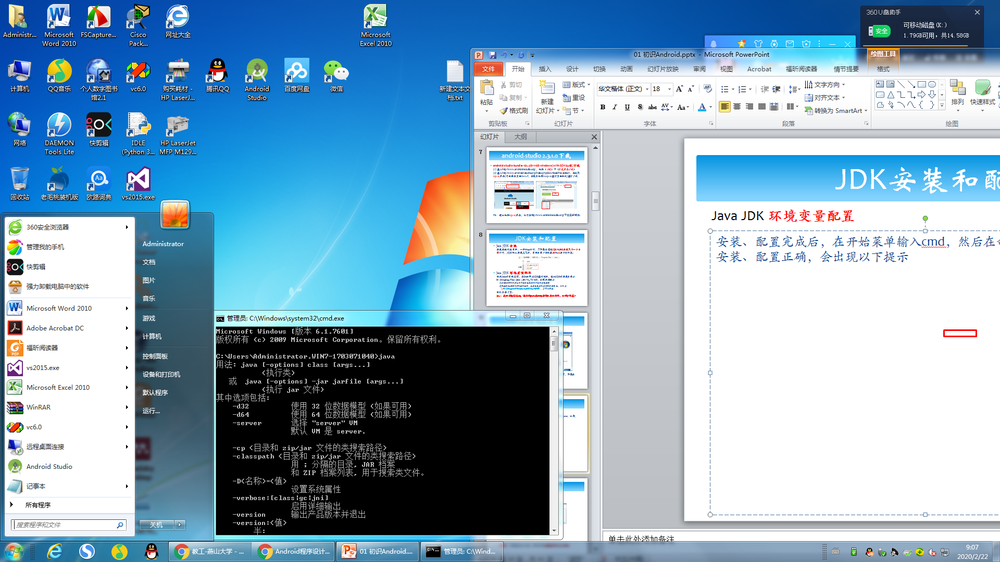 Administr...
Microsoft Word 2010
FSCapture...
Cisco Pack...
网址大全
Microsoft Excel 2010
计算机
QQ音乐
个人数字图书馆2.1
vc6.0
购买耗材 - HP LaserJ...
腾讯QQ
Android Studio
百度网盘
微信
新建文本文档.txt
网络
DAEMON Tools Lite
快剪辑
IDLE (Python 3...
HP LaserJet MFP M129...
回收站
老毛桃装机版
欧路词典
vs2015.exe
360U盘助手
安全
可移动磁盘(K:)
1.79GB可用，共14.58GB
01 初识Android.pptx - Microsoft PowerPoint
绘图工具
文件 开始 插入 设计 切换 动画 幻灯片放映 审阅 视图 Acrobat 福昕阅读器 情节提要 格式
粘贴
剪切
复制
格式刷
剪贴板
新建幻灯片
版式
重设
节
幻灯片
华文楷体 (正文) 18
字体
文字方向
对齐文本
转换为 SmartArt
段落
排列
快速样式
绘图
幻灯片 大纲
7
android-studio 2.3.1.0下载
8
JDK安装和配置
JDK安装和配
Java JDK 环境变量配置
安装、配置完成后，在开始菜单输入cmd，然后在
安装、配置正确，会出现以下提示
单击此处添加备注
360安全浏览器
管理我的手机
快剪辑
强力卸载电脑中的软件
Microsoft Word 2010
Adobe Acrobat DC
福昕阅读器
vs2015.exe
Microsoft Excel 2010
WinRAR
vc6.0
远程桌面连接
Android Studio
记事本
所有程序
搜索程序和文件
Administrator
文档
图片
音乐
游戏
计算机
控制面板
设备和打印机
默认程序
运行...
关机
管理员: C:\Windows\system32\cmd.exe
Microsoft Windows [版本 6.1.7601]
版权所有 (c) 2009 Microsoft Corporation。保留所有权利。
C:\Users\Administrator.WIN7-1703071040>java
用法: java [-options] class [args...]
(执行类)
或 java [-options] -jar jarfile [args...]
(执行 jar 文件)
其中选项包括:
-d32 使用 32 位数据模型 (如果可用)
-d64 使用 64 位数据模型 (如果可用)
-server 选择 "server" VM
默认 VM 是 server.
-cp <目录和 zip/jar 文件的类搜索路径>
-classpath <目录和 zip/jar 文件的类搜索路径>
用 ; 分隔的目录, JAR 档案
和 ZIP 档案列表, 用于搜索类文件。
-D<名称>=<值>
设置系统属性
-verbose:[class|gc|jni]
启用详细输出
-version 输出产品版本并退出
-version:<值>
半:
教工-燕山大学 - ...
Android程序设计...
01 初识Android....
管理员: C:\Wind...
9:07
2020/2/22